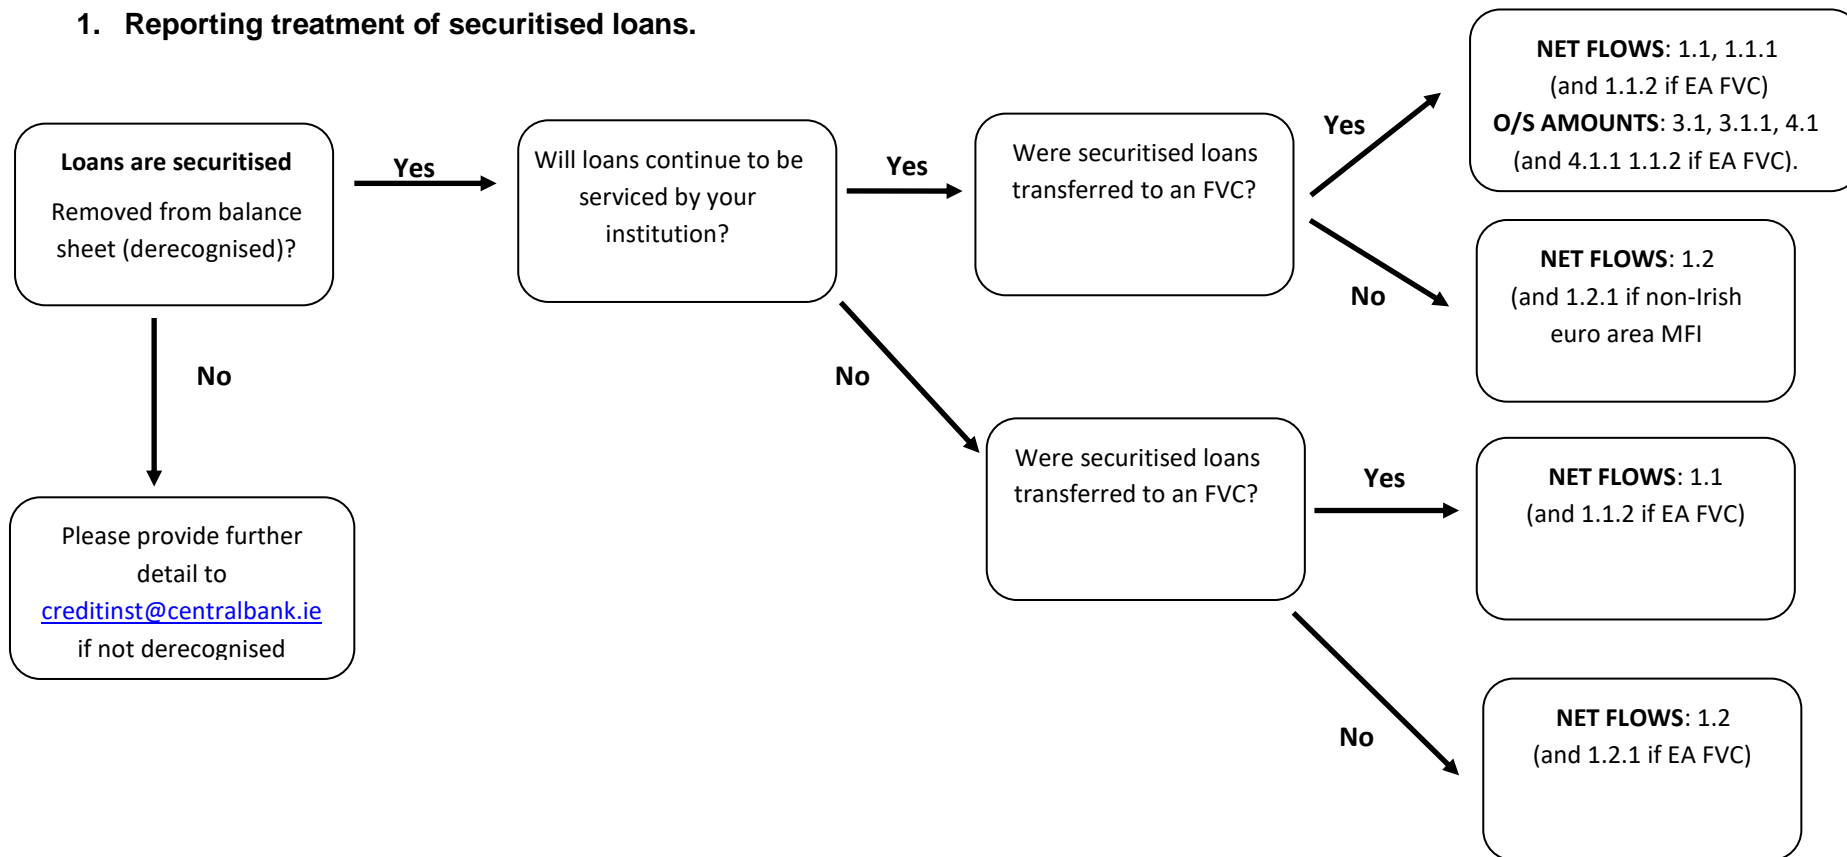 1. Reporting treatment of securitised loans.
Loans are securitised
Removed from balance
sheet (derecognised)?
Yes
No
Please provide further
detail to
creditinst@centralbank.ie
if not derecognised
Will loans continue to be
serviced by your
institution?
Yes
No
Were securitised loans
transferred to an FVC?
Yes
No
NET FLOWS: 1.1, 1.1.1
(and 1.1.2 if EA FVC)
O/S AMOUNTS: 3.1, 3.1.1, 4.1
(and 4.1.1 1.1.2 if EA FVC).
NET FLOWS: 1.2
(and 1.2.1 if non-Irish
euro area MFI
Were securitised loans
transferred to an FVC?
Yes
No
NET FLOWS: 1.1
(and 1.1.2 if EA FVC)
NET FLOWS: 1.2
(and 1.2.1 if EA FVC)